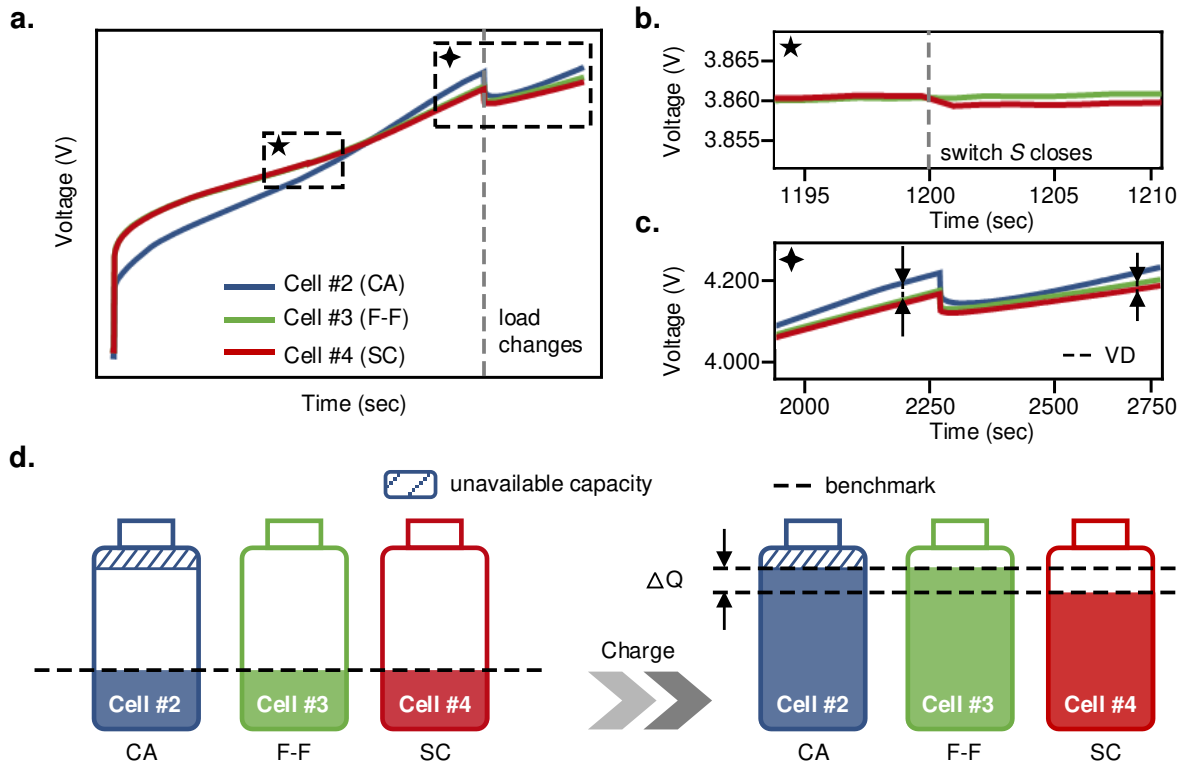 a.
Voltage (V)
Cell #2 (CA)
Cell #3 (F-F)
Cell #4 (SC)
load
changes
Time (sec)
b.
Voltage (V)
3.865
3.860
3.855
switch S closes
1195
1200
1205
1210
Time (sec)
c.
Voltage (V)
4.200
4.000
VD
2000
2250
2500
2750
Time (sec)
d.
unavailable capacity
benchmark
Cell #2
Cell #3
Cell #4
CA
F-F
SC
Charge
ΔQ
Cell #2
Cell #3
Cell #4
CA
F-F
SC